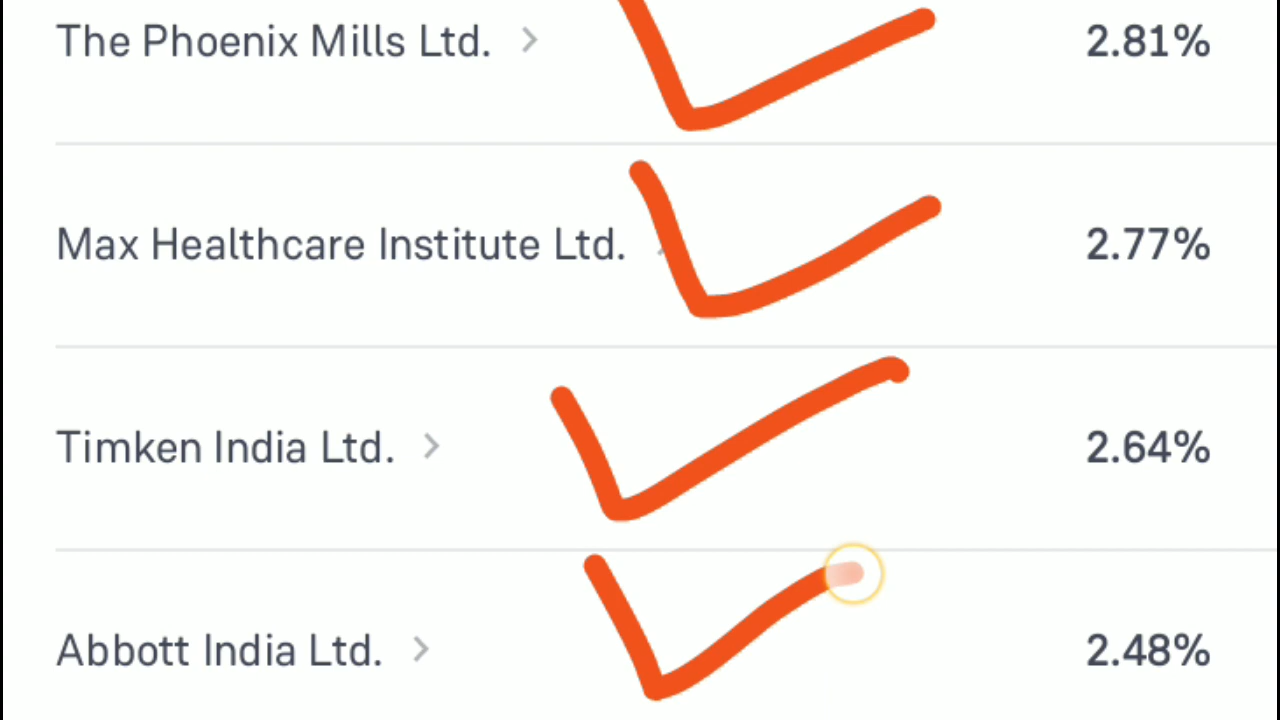 The Phoenix Mills Ltd. 2.81%
Max Healthcare Institute Ltd. 2.77%
Timken India Ltd. 2.64%
Abbott India Ltd. 2.48%